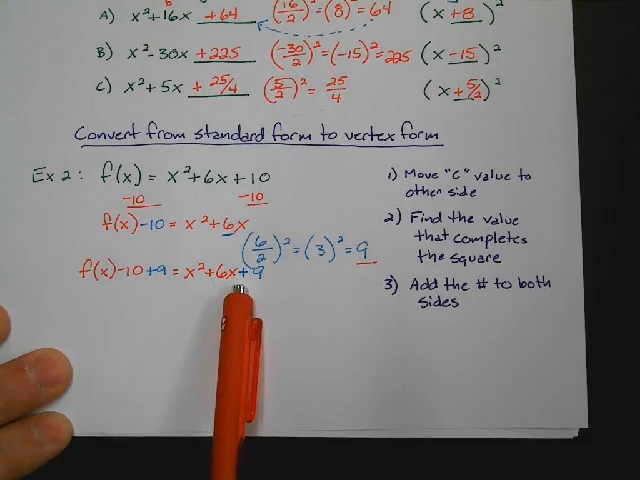 b
A) x²+16x +64 (16/2)² = (8)² = 64 (x +8)²
B) x²-30x +225 (-30/2)² = (-15)² = 225 (x -15)²
C) x²+5x + 25/4 (5/2)² = 25/4 (x + 5/2)²
Convert from standard form to vertex form
Ex 2: f(x) = x²+6x+10
-10 -10
f(x)-10 = x²+6x
(6/2)² = (3)² = 9
f(x)-10+9 = x²+6x+9
1) Move "C" value to
other side
2) Find the value
that completes
the square
3) Add the # to both
sides